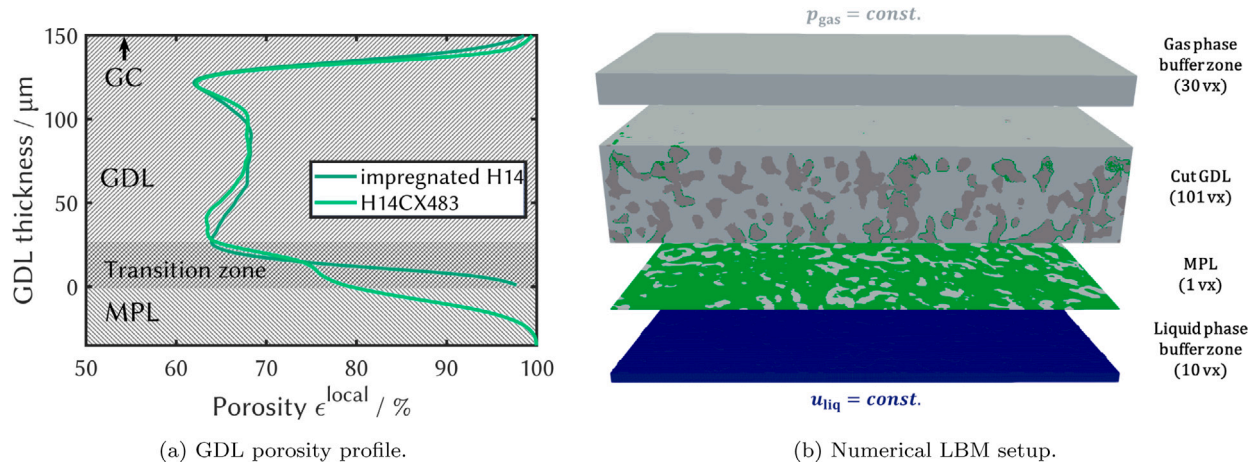 150
100
50
0
GC
GDL
Transition zone
MPL
GDL thickness / μm
impregnated H14
H14CX483
50 60 70 80 90 100
Porosity ϵ^local / %
(a) GDL porosity profile.
p_gas = const.
Gas phase
buffer zone
(30 vx)
Cut GDL
(101 vx)
MPL
(1 vx)
Liquid phase
buffer zone
(10 vx)
u_liq = const.
(b) Numerical LBM setup.